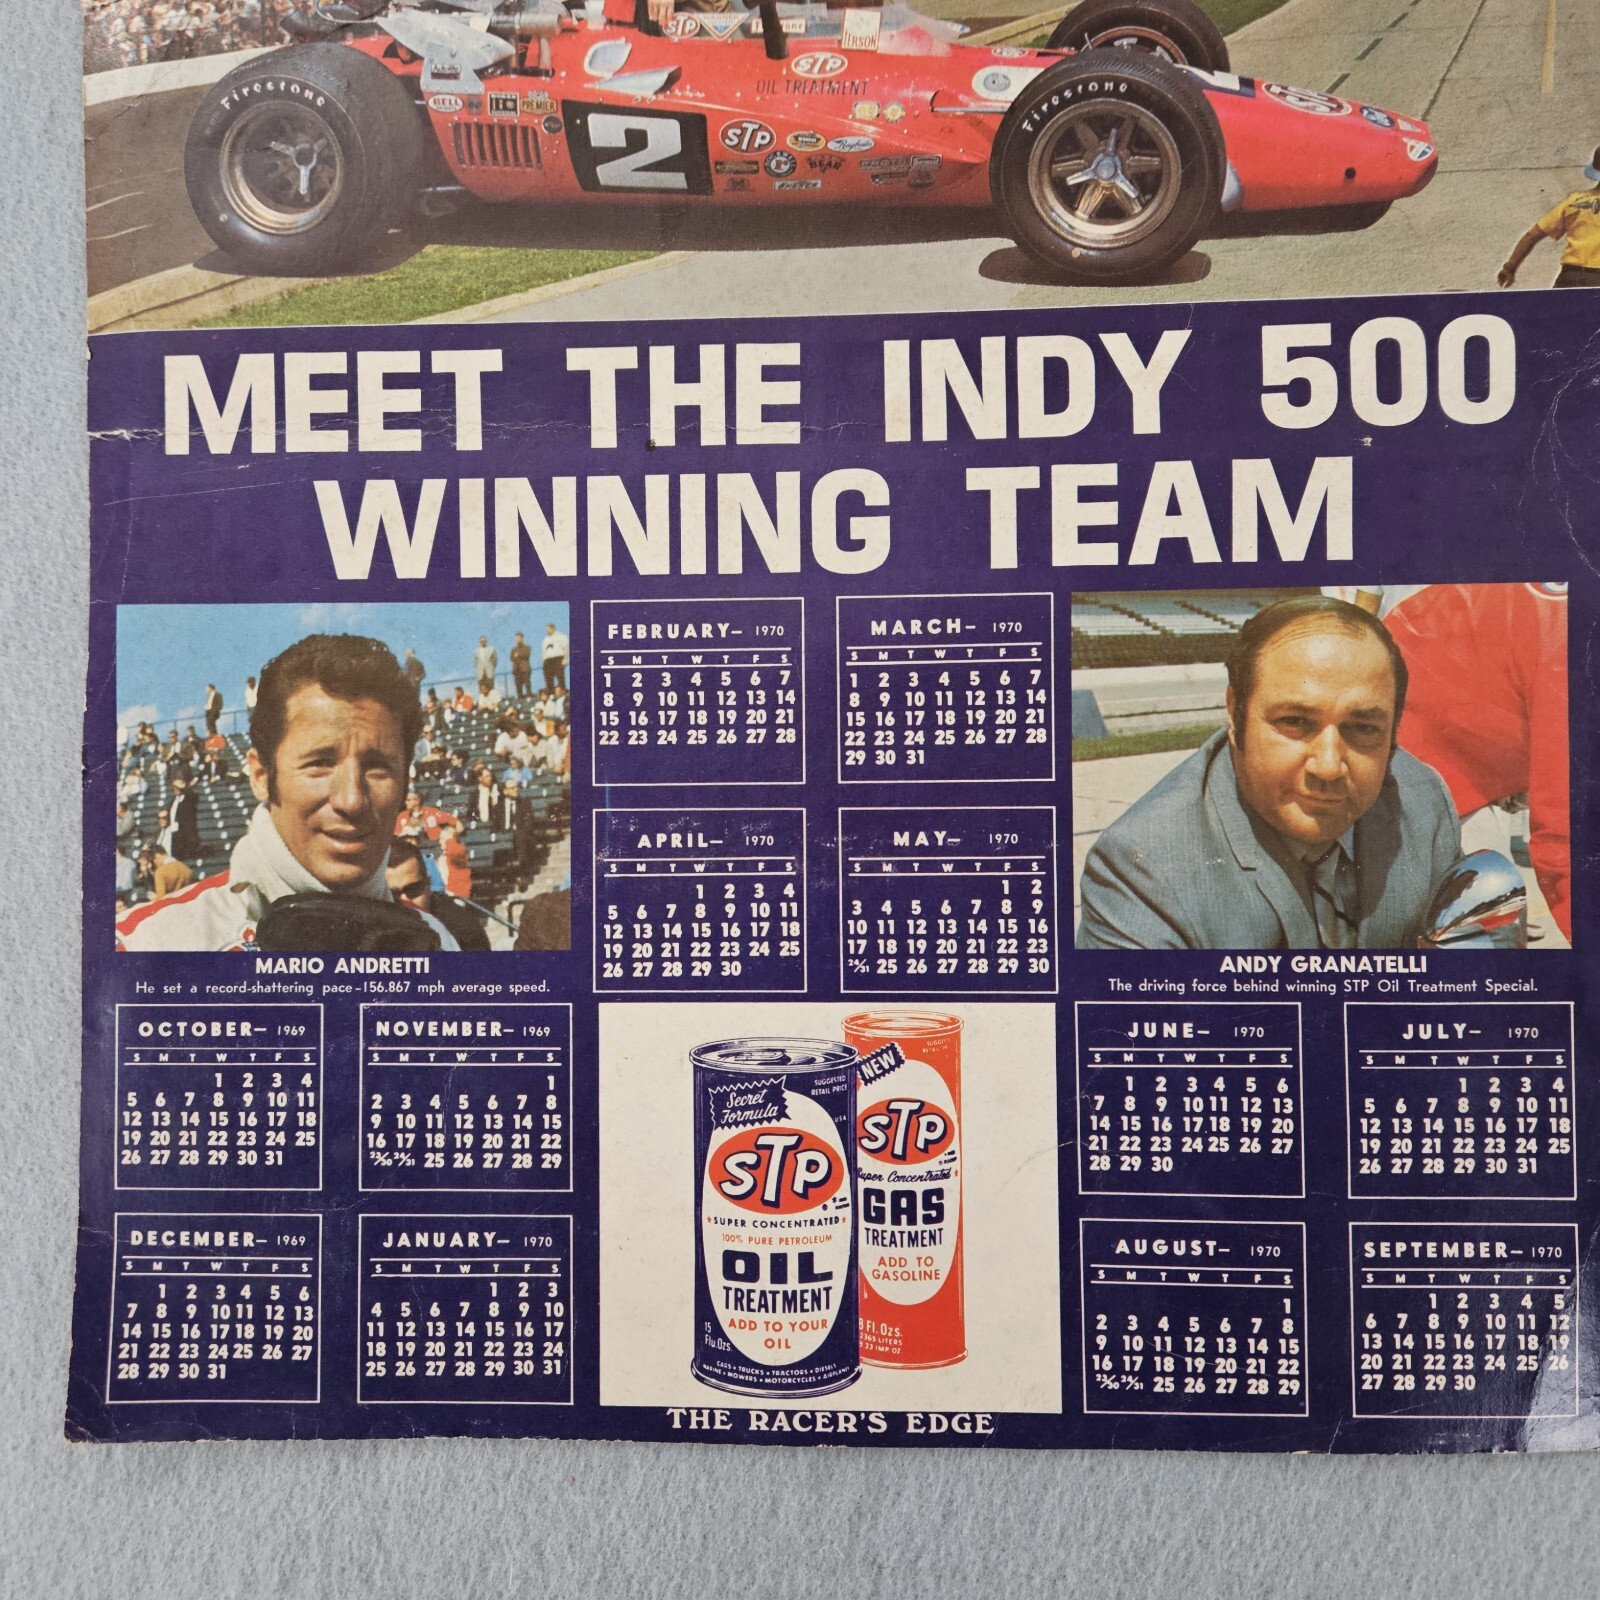 STP
Firestone
Firestone
STP
OIL TREATMENT
STP
BELL
PREMIER
2
STP
MEET THE INDY 500
WINNING TEAM
MARIO ANDRETTI
He set a record-shattering pace-156.867 mph average speed.
FEBRUARY– 1970
S M T W T F S
1 2 3 4 5 6 7
8 9 10 11 12 13 14
15 16 17 18 19 20 21
22 23 24 25 26 27 28
MARCH– 1970
S M T W T F S
1 2 3 4 5 6 7
8 9 10 11 12 13 14
15 16 17 18 19 20 21
22 23 24 25 26 27 28
29 30 31
APRIL– 1970
S M T W T F S
1 2 3 4
5 6 7 8 9 10 11
12 13 14 15 16 17 18
19 20 21 22 23 24 25
26 27 28 29 30
MAY– 1970
S M T W T F S
1 2
3 4 5 6 7 8 9
10 11 12 13 14 15 16
17 18 19 20 21 22 23
24/31 25 26 27 28 29 30
ANDY GRANATELLI
The driving force behind winning STP Oil Treatment Special.
OCTOBER– 1969
S M T W T F S
1 2 3 4
5 6 7 8 9 10 11
12 13 14 15 16 17 18
19 20 21 22 23 24 25
26 27 28 29 30 31
NOVEMBER– 1969
S M T W T F S
1
2 3 4 5 6 7 8
9 10 11 12 13 14 15
16 17 18 19 20 21 22
23/30 24/31 25 26 27 28 29
DECEMBER– 1969
S M T W T F S
1 2 3 4 5 6
7 8 9 10 11 12 13
14 15 16 17 18 19 20
21 22 23 24 25 26 27
28 29 30 31
JANUARY– 1970
S M T W T F S
1 2 3
4 5 6 7 8 9 10
11 12 13 14 15 16 17
18 19 20 21 22 23 24
25 26 27 28 29 30 31
Secret
Formula
SUGGESTED
RETAIL PRICE
USA
STP
SUPER CONCENTRATED
100% PURE PETROLEUM
OIL
TREATMENT
ADD TO YOUR
OIL
15
Flu.Ozs.
CARS • TRUCKS • TRACTORS • DIESELS
MARINE • MOWERS • MOTORCYCLES • AIRPLANES
NEW
STP
Super Concentrated
GAS
TREATMENT
ADD TO
GASOLINE
8 Fl. Ozs.
THE RACER'S EDGE
JUNE– 1970
S M T W T F S
1 2 3 4 5 6
7 8 9 10 11 12 13
14 15 16 17 18 19 20
21 22 23 24 25 26 27
28 29 30
JULY– 1970
S M T W T F S
1 2 3 4
5 6 7 8 9 10 11
12 13 14 15 16 17 18
19 20 21 22 23 24 25
26 27 28 29 30 31
AUGUST– 1970
S M T W T F S
1
2 3 4 5 6 7 8
9 10 11 12 13 14 15
16 17 18 19 20 21 22
23/30 24/31 25 26 27 28 29
SEPTEMBER– 1970
S M T W T F S
1 2 3 4 5
6 7 8 9 10 11 12
13 14 15 16 17 18 19
20 21 22 23 24 25 26
27 28 29 30